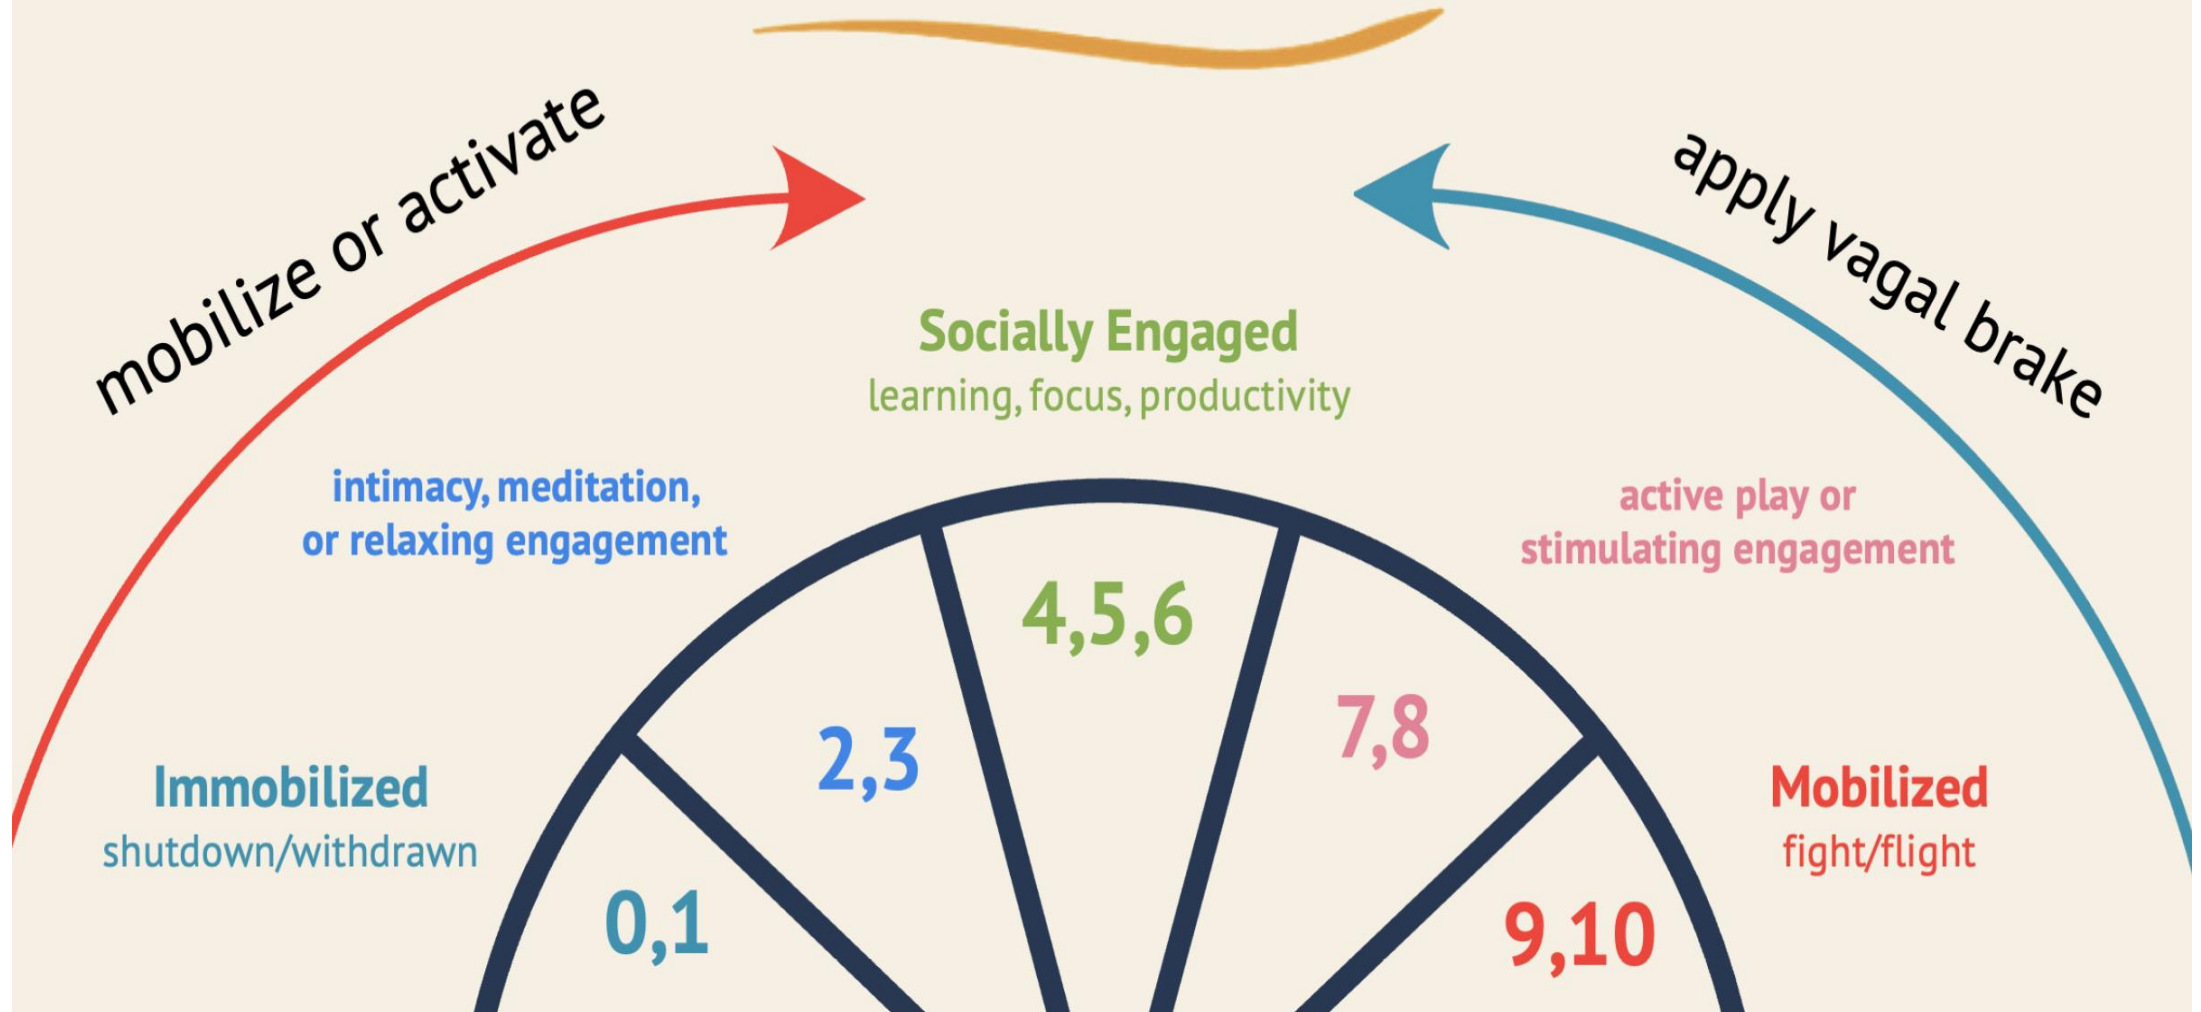 mobilize or activate
apply vagal brake
Socially Engaged
learning, focus, productivity
intimacy, meditation,
or relaxing engagement
active play or
stimulating engagement
4,5,6
2,3
7,8
Immobilized
shutdown/withdrawn
Mobilized
fight/flight
0,1
9,10